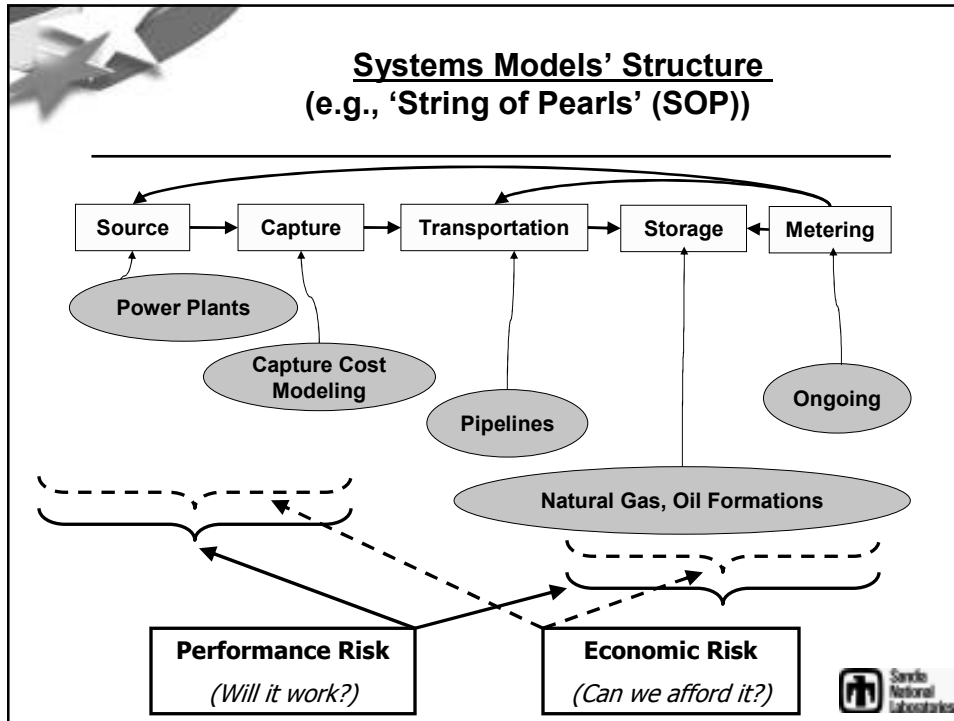 Systems Models' Structure
(e.g., 'String of Pearls' (SOP))
Source
Capture
Transportation
Storage
Metering
Power Plants
Capture Cost
Modeling
Pipelines
Ongoing
Natural Gas, Oil Formations
Performance Risk
(Will it work?)
Economic Risk
(Can we afford it?)
Sandia
National
Laboratories